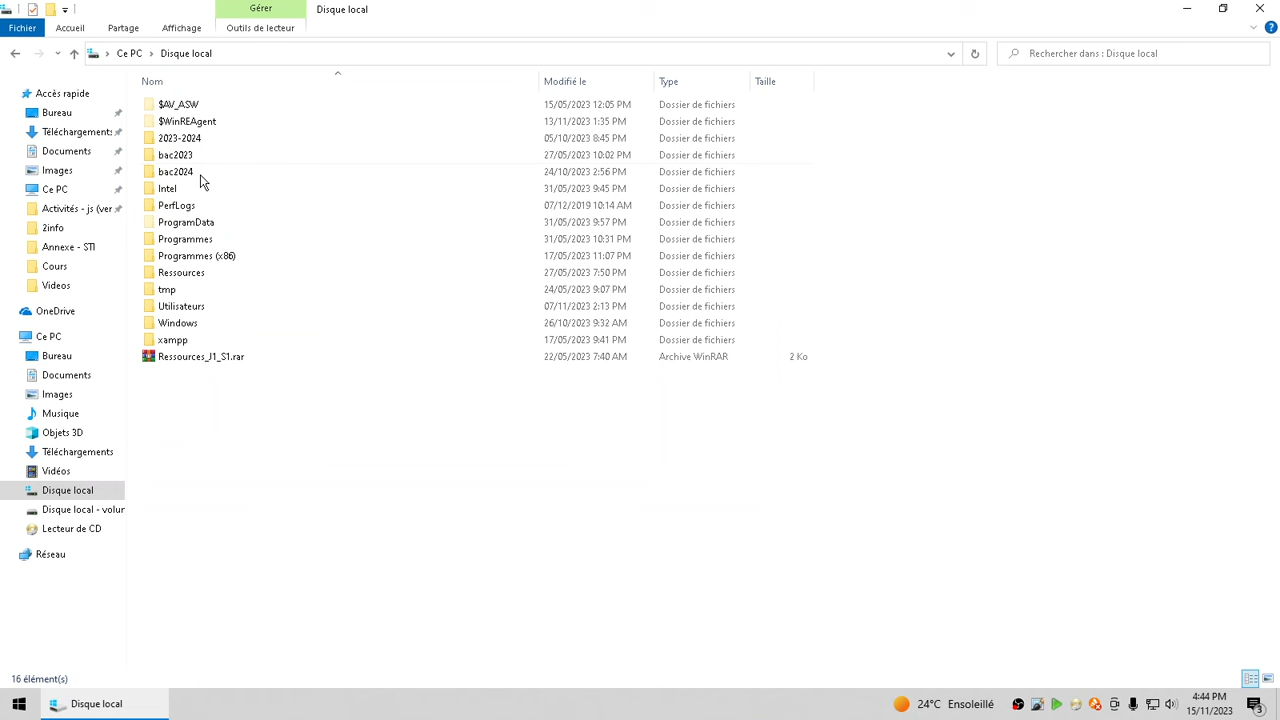 Gérer
Disque local
Fichier
Accueil
Partage
Affichage
Outils de lecteur
Ce PC
Disque local
Rechercher dans : Disque local
Nom
Modifié le
Type
Taille
Accès rapide
Bureau
Téléchargement:
Documents
Images
Ce PC
Activités - js (ver
2info
Annexe - STI
Cours
Videos
OneDrive
Ce PC
Bureau
Documents
Images
Musique
Objets 3D
Téléchargements
Vidéos
Disque local
Disque local - volur
Lecteur de CD
Réseau
$AV_ASW 15/05/2023 12:05 PM Dossier de fichiers
$WinREAgent 13/11/2023 1:35 PM Dossier de fichiers
2023-2024 05/10/2023 8:45 PM Dossier de fichiers
bac2023 27/05/2023 10:02 PM Dossier de fichiers
bac2024 24/10/2023 2:56 PM Dossier de fichiers
Intel 31/05/2023 9:45 PM Dossier de fichiers
PerfLogs 07/12/2019 10:14 AM Dossier de fichiers
ProgramData 31/05/2023 9:57 PM Dossier de fichiers
Programmes 31/05/2023 10:31 PM Dossier de fichiers
Programmes (x86) 17/05/2023 11:07 PM Dossier de fichiers
Ressources 27/05/2023 7:50 PM Dossier de fichiers
tmp 24/05/2023 9:07 PM Dossier de fichiers
Utilisateurs 07/11/2023 2:13 PM Dossier de fichiers
Windows 26/10/2023 9:32 AM Dossier de fichiers
xampp 17/05/2023 9:41 PM Dossier de fichiers
Ressources_J1_S1.rar 22/05/2023 7:40 AM Archive WinRAR 2 Ko
16 élément(s)
Disque local
24°C Ensoleillé
4:44 PM
15/11/2023
3